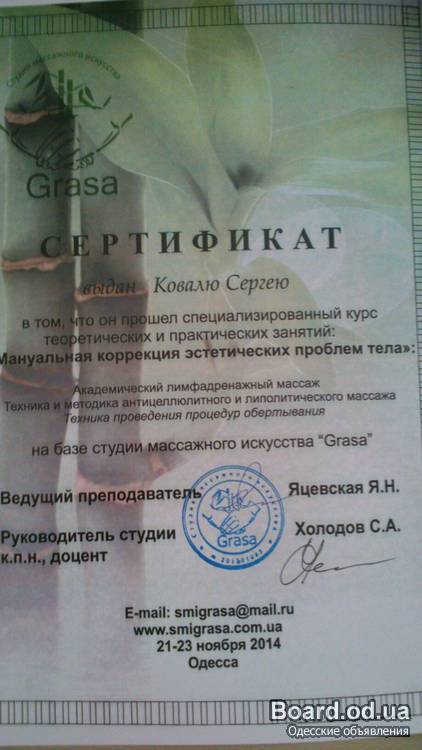 Студия массажного искусства
Grasa
СЕРТИФИКАТ
выдан Ковалю Сергею
в том, что он прошел специализированный курс
теоретических и практических занятий:
Мануальная коррекция эстетических проблем тела»:
Академический лимфадренажный массаж
Техника и методика антицеллюлитного и липолитического массажа
Техника проведения процедур обертывания
на базе студии массажного искусства "Grasa"
Ведущий преподаватель Яцевская Я.Н.
Grasa
Руководитель студии Холодов С.А.
к.п.н., доцент
E-mail: smigrasa@mail.ru
www.smigrasa.com.ua
21-23 ноября 2014
Одесса
Board.od.ua
Одесские объявления